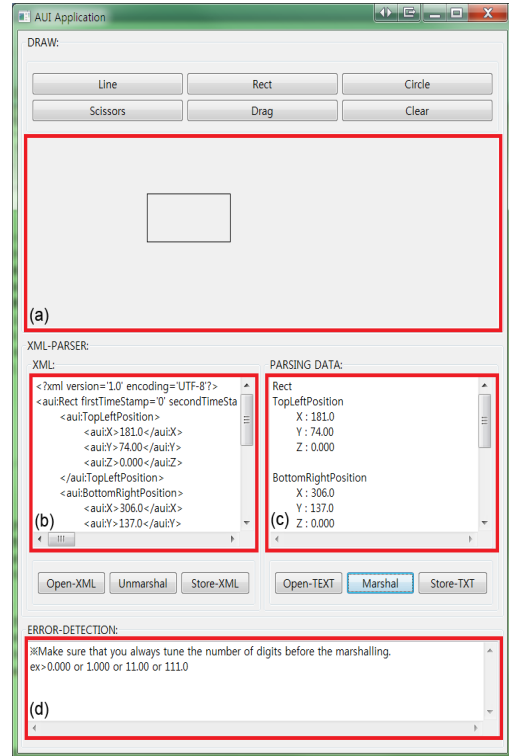 AUI Application
DRAW:
Line Rect Circle
Scissors Drag Clear
(a)
XML-PARSER:
XML:
<?xml version='1.0' encoding='UTF-8'?>
<aui:Rect firstTimeStamp='0' secondTimeSta
<aui:TopLeftPosition>
<aui:X>181.0</aui:X>
<aui:Y>74.00</aui:Y>
<aui:Z>0.000</aui:Z>
</aui:TopLeftPosition>
<aui:BottomRightPosition>
<aui:X>306.0</aui:X>
<aui:Y>137.0</aui:Y>
(b)
Open-XML Unmarshal Store-XML
PARSING DATA:
Rect
TopLeftPosition
X : 181.0
Y : 74.00
Z : 0.000
BottomRightPosition
X : 306.0
Y : 137.0
Z : 0.000
(c)
Open-TEXT Marshal Store-TXT
ERROR-DETECTION:
※Make sure that you always tune the number of digits before the marshalling.
ex>0.000 or 1.000 or 11.00 or 111.0
(d)